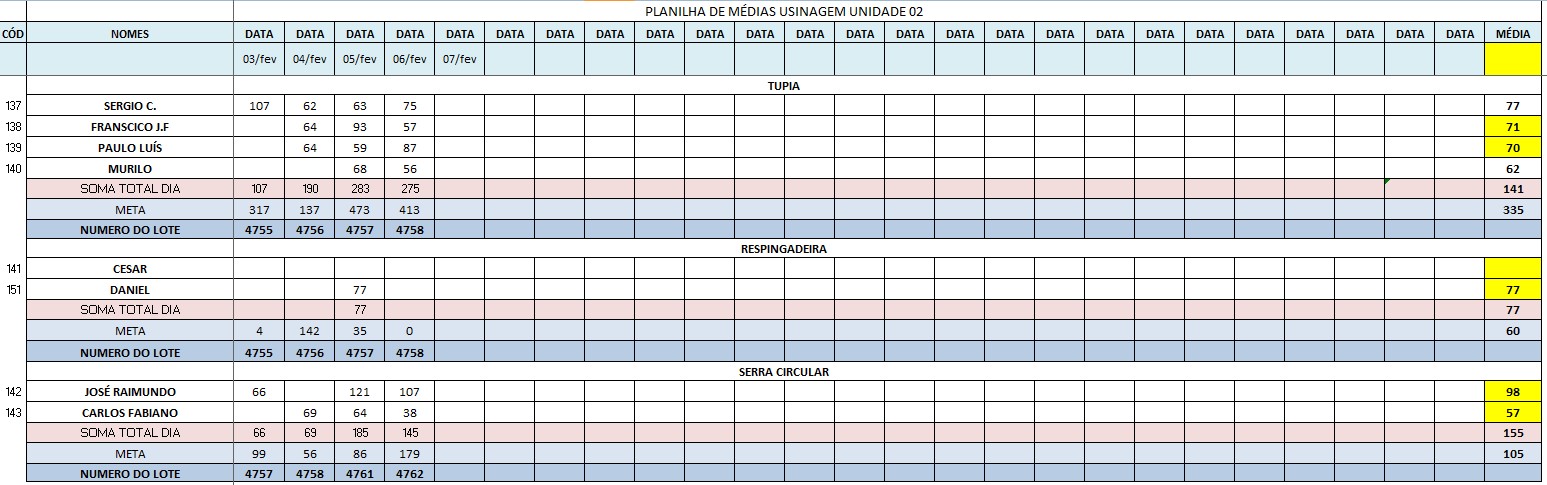 PLANILHA DE MÉDIAS USINAGEM UNIDADE 02
CÓD NOMES DATA DATA DATA DATA DATA DATA DATA DATA DATA DATA DATA DATA DATA DATA DATA DATA DATA DATA DATA DATA DATA DATA DATA DATA DATA MÉDIA
03/fev 04/fev 05/fev 06/fev 07/fev
TUPIA
137 SERGIO C. 107 62 63 75 77
138 FRANSCICO J.F 64 93 57 71
139 PAULO LUÍS 64 59 87 70
140 MURILO 68 56 62
SOMA TOTAL DIA 107 190 283 275 141
META 317 137 473 413 335
NUMERO DO LOTE 4755 4756 4757 4758
RESPINGADEIRA
141 CESAR
151 DANIEL 77 77
SOMA TOTAL DIA 77 77
META 4 142 35 0 60
NUMERO DO LOTE 4755 4756 4757 4758
SERRA CIRCULAR
142 JOSÉ RAIMUNDO 66 121 107 98
143 CARLOS FABIANO 69 64 38 57
SOMA TOTAL DIA 66 69 185 145 155
META 99 56 86 179 105
NUMERO DO LOTE 4757 4758 4761 4762